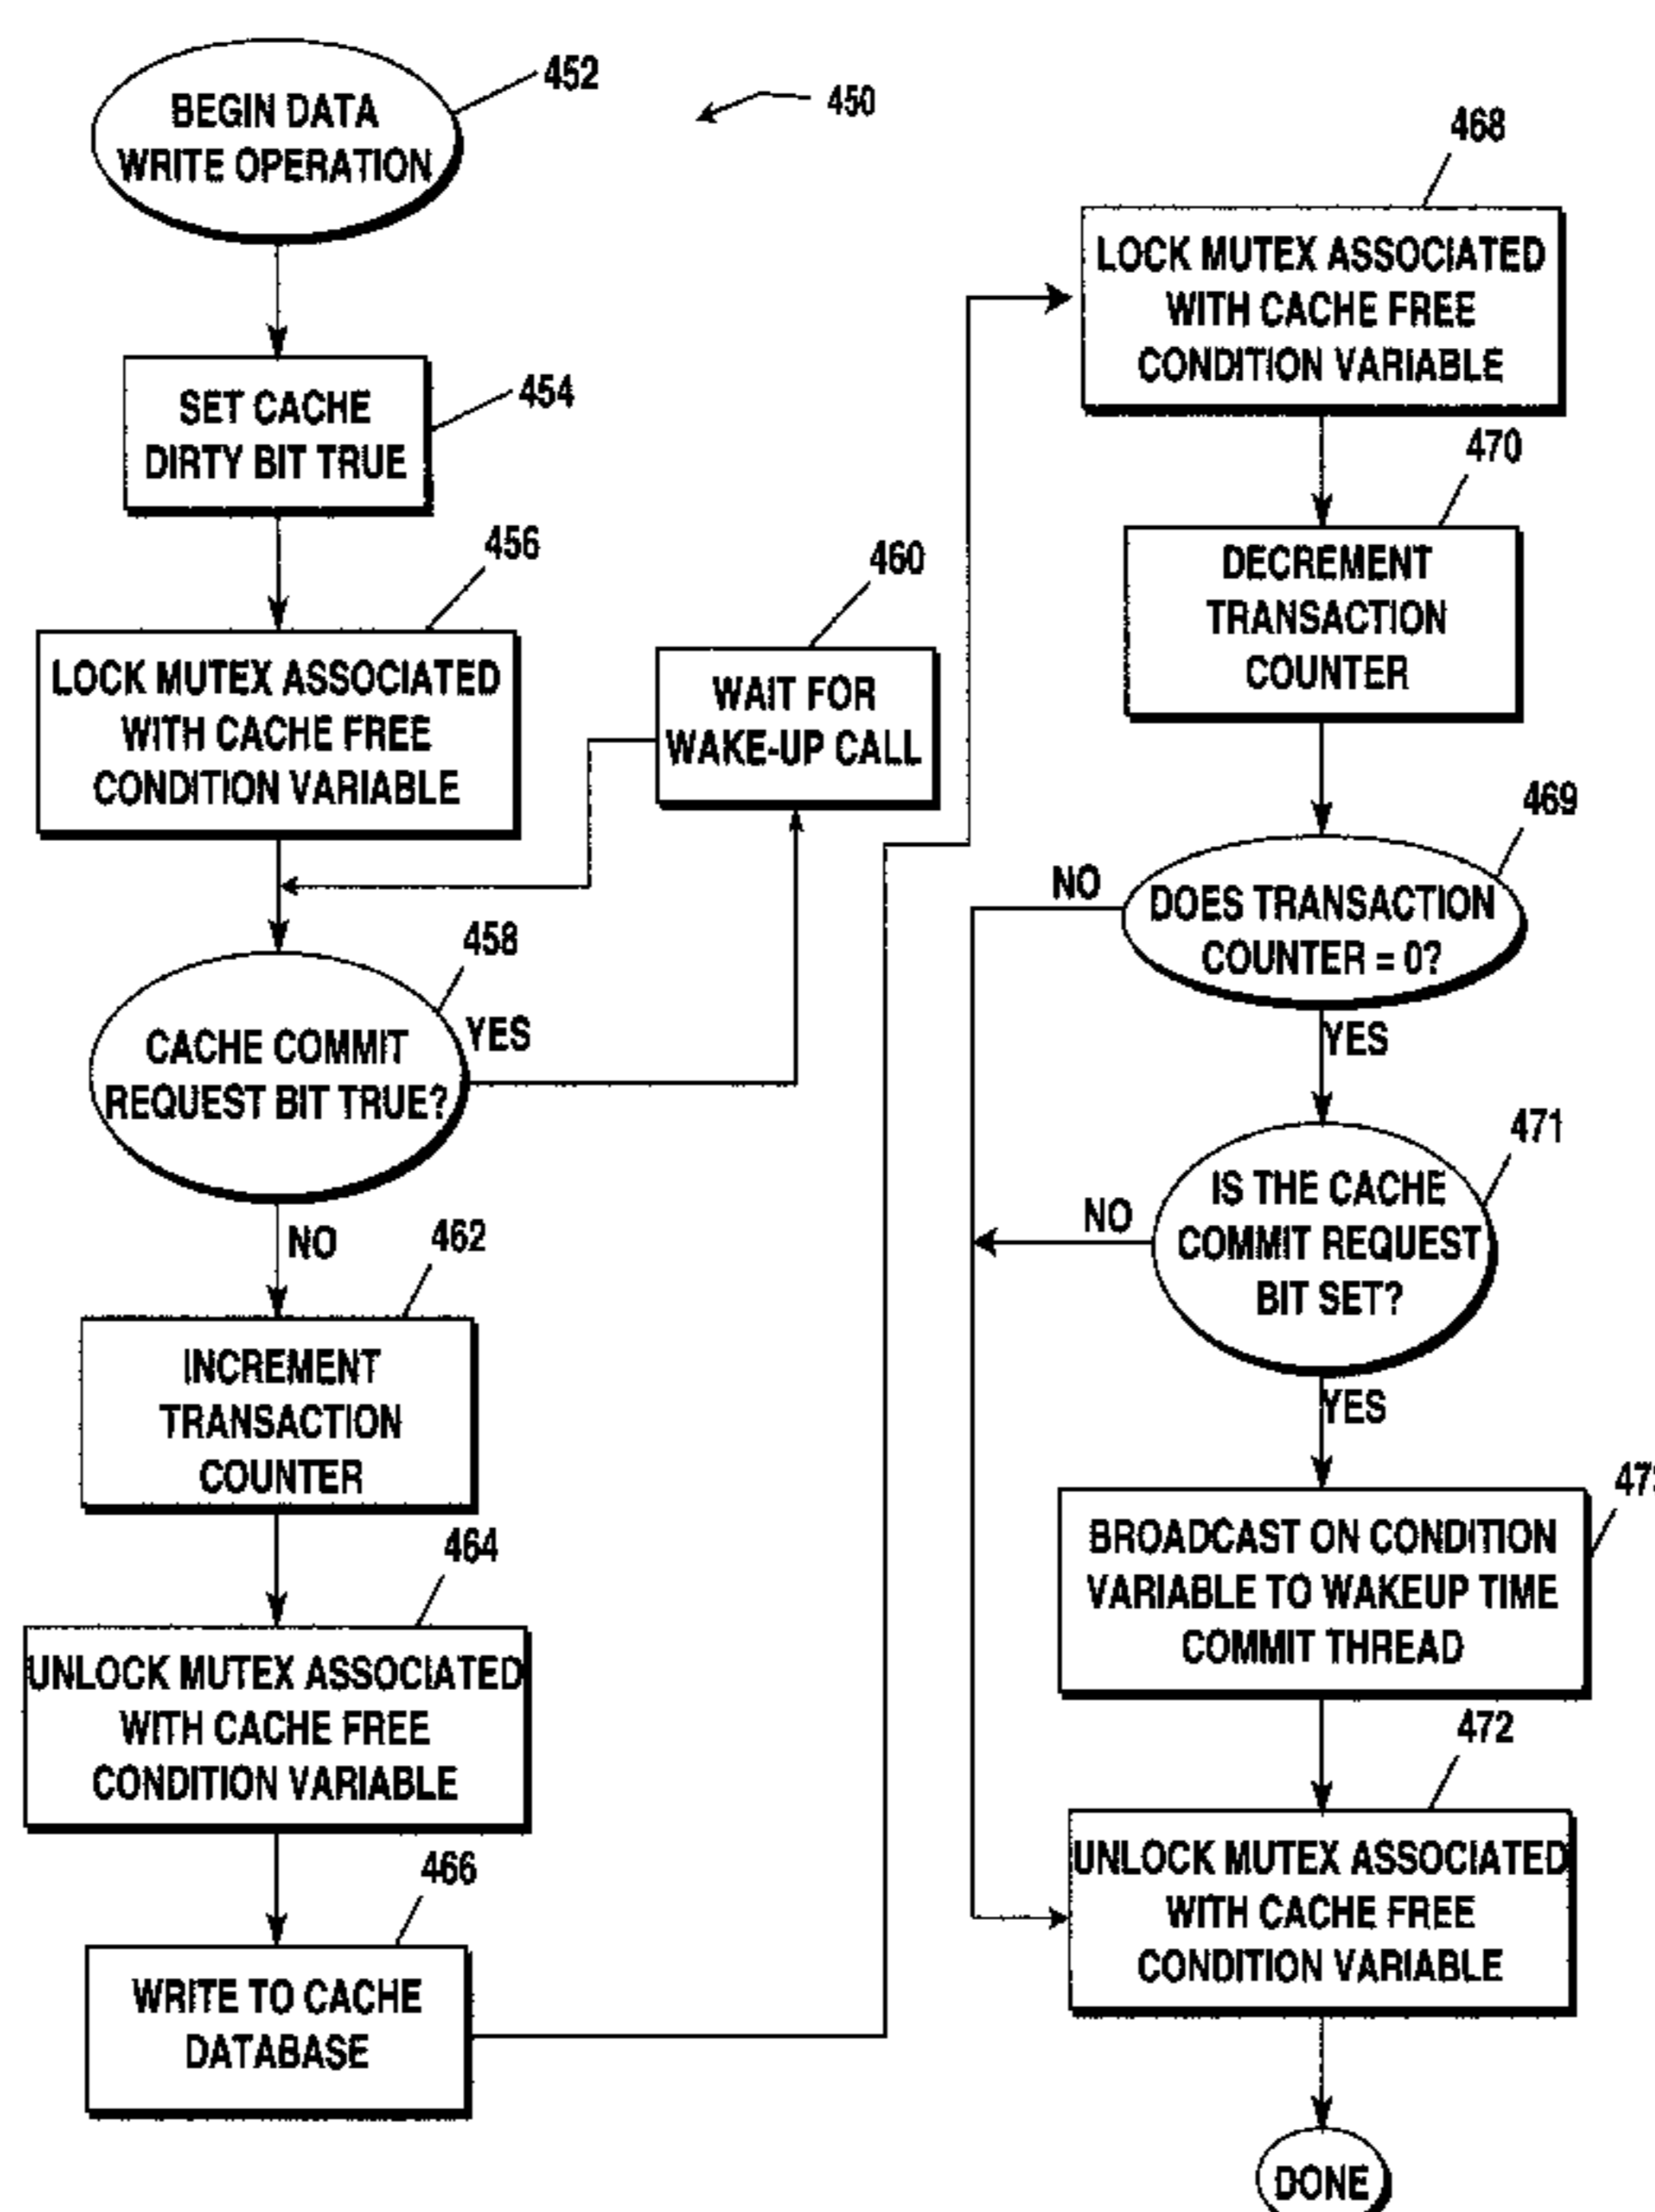 BEGIN DATA
WRITE OPERATION
452
450
SET CACHE
DIRTY BIT TRUE
454
456
LOCK MUTEX ASSOCIATED
WITH CACHE FREE
CONDITION VARIABLE
460
WAIT FOR
WAKE-UP CALL
458
CACHE COMMIT
REQUEST BIT TRUE?
YES
NO
462
INCREMENT
TRANSACTION
COUNTER
464
UNLOCK MUTEX ASSOCIATED
WITH CACHE FREE
CONDITION VARIABLE
466
WRITE TO CACHE
DATABASE
468
LOCK MUTEX ASSOCIATED
WITH CACHE FREE
CONDITION VARIABLE
470
DECREMENT
TRANSACTION
COUNTER
469
NO
DOES TRANSACTION
COUNTER = 0?
YES
471
NO
IS THE CACHE
COMMIT REQUEST
BIT SET?
YES
BROADCAST ON CONDITION
VARIABLE TO WAKEUP TIME
COMMIT THREAD
472
UNLOCK MUTEX ASSOCIATED
WITH CACHE FREE
CONDITION VARIABLE
DONE